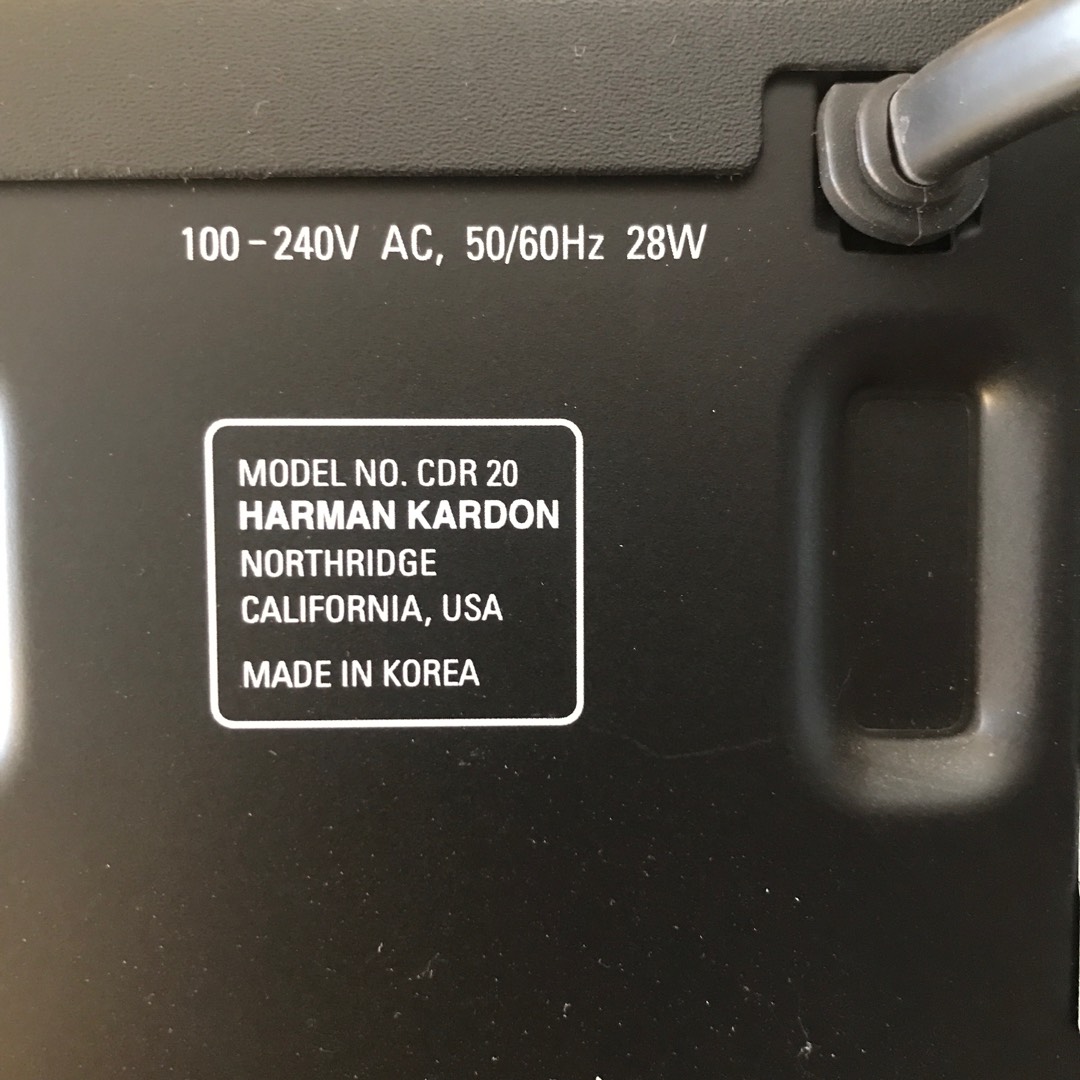 100-240V AC, 50/60Hz 28W
MODEL NO. CDR 20
HARMAN KARDON
NORTHRIDGE
CALIFORNIA, USA
MADE IN KOREA